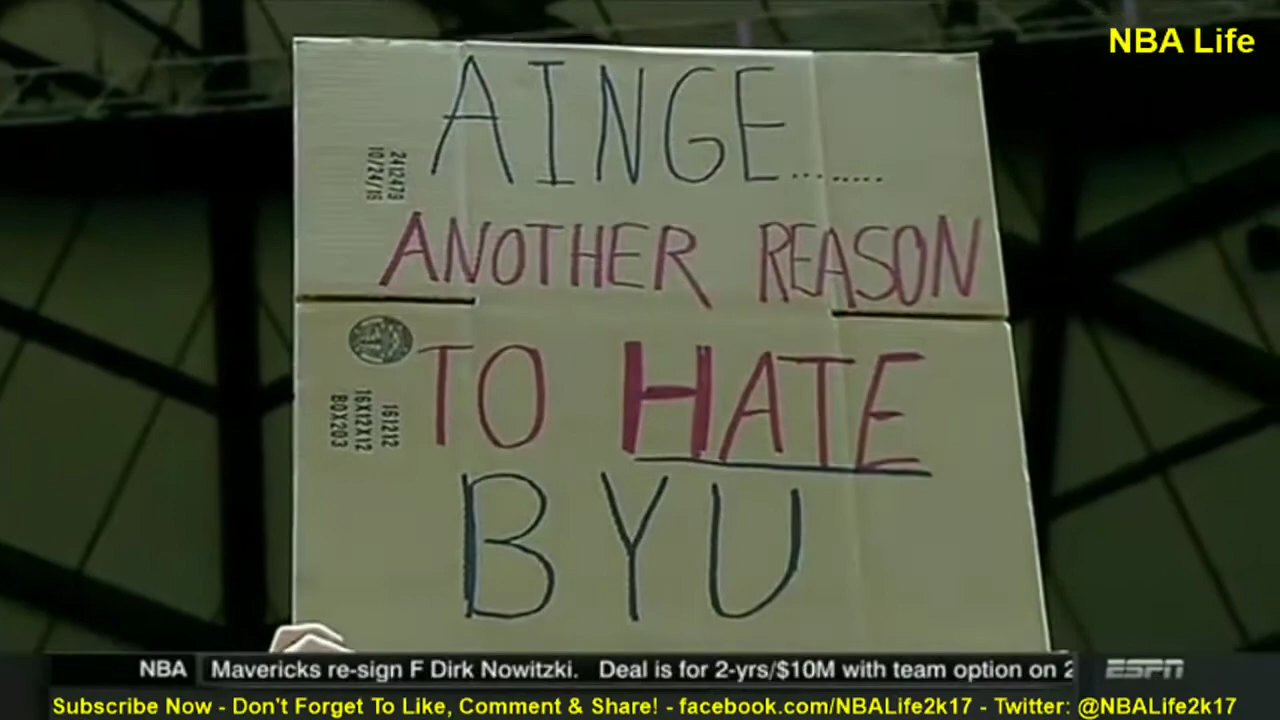 NBA Life
AINGE.......
ANOTHER REASON
TO HATE
BYU
2412479
10/24/16
161212
16X12X12
BOX203
NBA Mavericks re-sign F Dirk Nowitzki. Deal is for 2-yrs/$10M with team option on 2
ESPN
Subscribe Now - Don't Forget To Like, Comment & Share! - facebook.com/NBALife2k17 - Twitter: @NBALife2k17